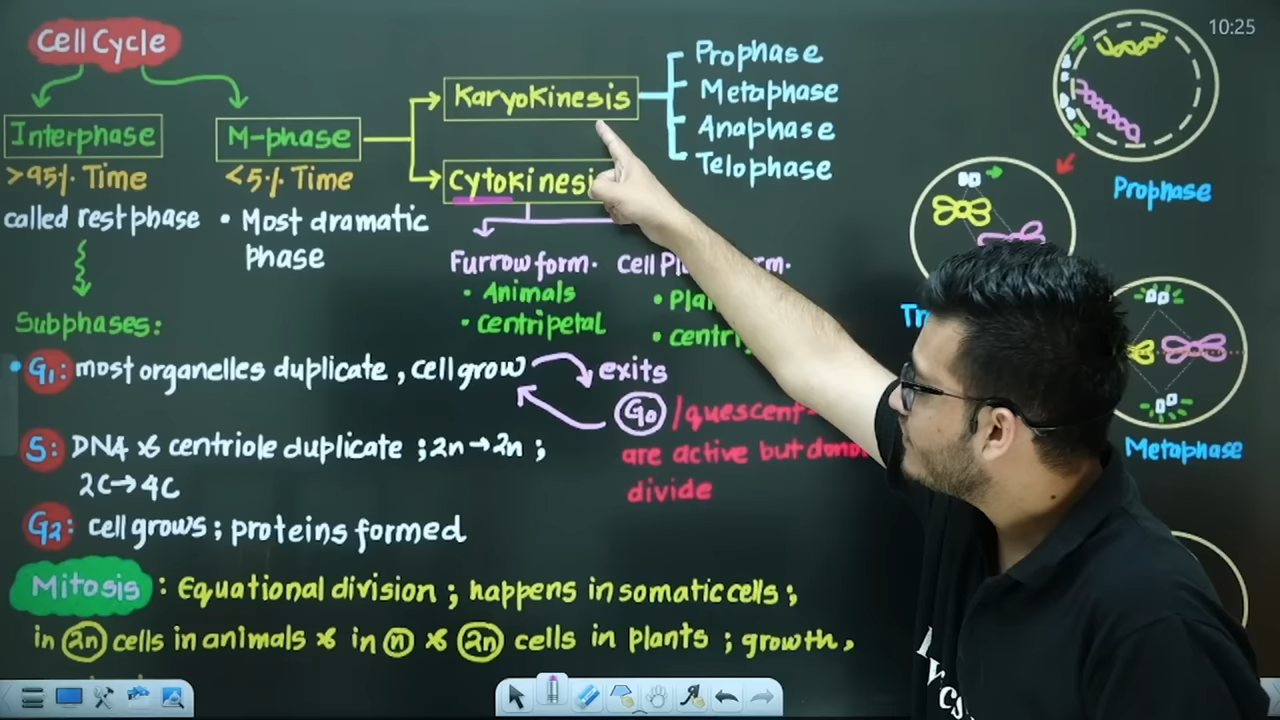 Cell Cycle
10:25
Interphase
M-phase
Karyokinesis
Prophase
Metaphase
Anaphase
Telophase
>95% Time
<5% Time
called rest phase
• Most dramatic
phase
Furrow form.
• Animals
• centripetal
Cell
Prophase
Metaphase
Subphases:
• G1: most organelles duplicate, cell grow
exits
G0 /quescent
are active but
divide
S: DNA & centriole duplicate ; 2n→2n ;
2C→4C
G2: cell grows ; proteins formed
Mitosis : Equational division ; happens in somatic cells ;
in 2n cells in animals & in n & 2n cells in plants ; growth,